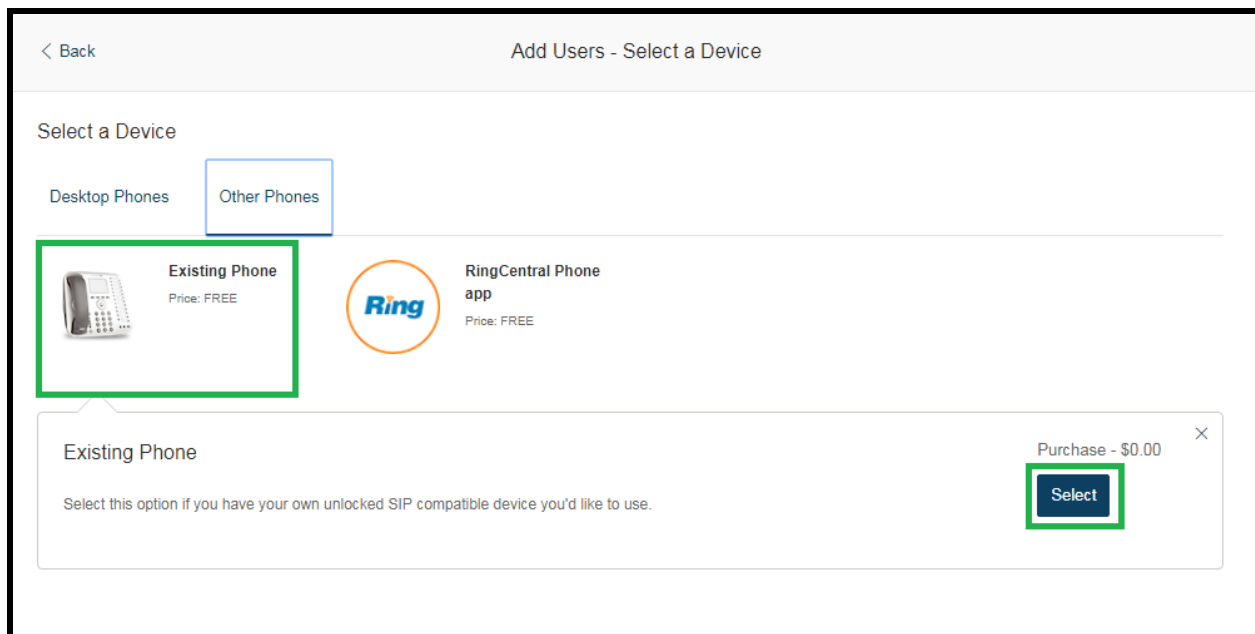 Back
Add Users - Select a Device
Select a Device
Desktop Phones
Other Phones
Existing Phone
Price: FREE
Ring
RingCentral Phone
app
Price: FREE
Existing Phone
Purchase - $0.00
Select this option if you have your own unlocked SIP compatible device you'd like to use.
Select